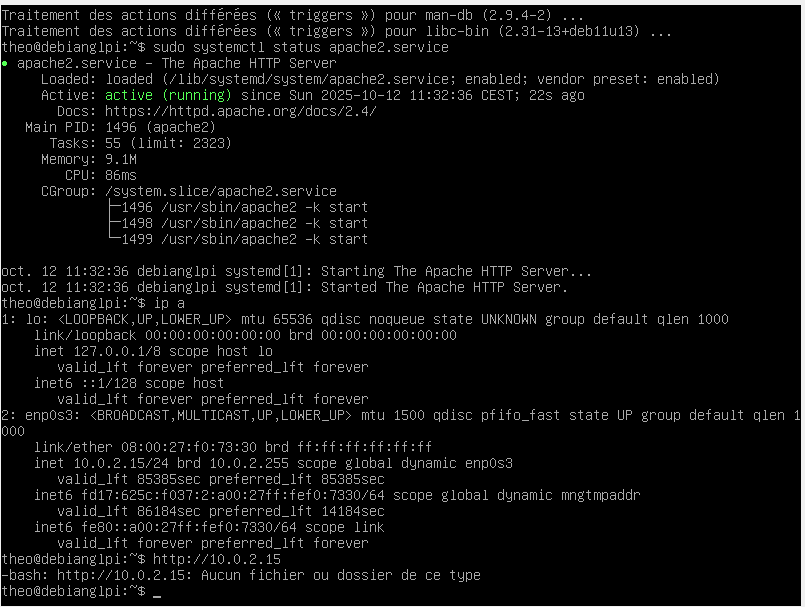 Traitement des actions différées (« triggers ») pour man-db (2.9.4-2) ...
Traitement des actions différées (« triggers ») pour libc-bin (2.31-13+deb11u13) ...
theo@debianglpi:~$ sudo systemctl status apache2.service
● apache2.service - The Apache HTTP Server
     Loaded: loaded (/lib/systemd/system/apache2.service; enabled; vendor preset: enabled)
     Active: active (running) since Sun 2025-10-12 11:32:36 CEST; 22s ago
       Docs: https://httpd.apache.org/docs/2.4/
   Main PID: 1496 (apache2)
      Tasks: 55 (limit: 2323)
     Memory: 9.1M
        CPU: 86ms
     CGroup: /system.slice/apache2.service
             ├─1496 /usr/sbin/apache2 -k start
             ├─1498 /usr/sbin/apache2 -k start
             └─1499 /usr/sbin/apache2 -k start
oct. 12 11:32:36 debianglpi systemd[1]: Starting The Apache HTTP Server...
oct. 12 11:32:36 debianglpi systemd[1]: Started The Apache HTTP Server.
theo@debianglpi:~$ ip a
1: lo: <LOOPBACK,UP,LOWER_UP> mtu 65536 qdisc noqueue state UNKNOWN group default qlen 1000
    link/loopback 00:00:00:00:00:00 brd 00:00:00:00:00:00
    inet 127.0.0.1/8 scope host lo
       valid_lft forever preferred_lft forever
    inet6 ::1/128 scope host
       valid_lft forever preferred_lft forever
2: enp0s3: <BROADCAST,MULTICAST,UP,LOWER_UP> mtu 1500 qdisc pfifo_fast state UP group default qlen 1
000
    link/ether 08:00:27:f0:73:30 brd ff:ff:ff:ff:ff:ff
    inet 10.0.2.15/24 brd 10.0.2.255 scope global dynamic enp0s3
       valid_lft 85385sec preferred_lft 85385sec
    inet6 fd17:625c:f037:2:a00:27ff:fef0:7330/64 scope global dynamic mngtmpaddr
       valid_lft 86184sec preferred_lft 14184sec
    inet6 fe80::a00:27ff:fef0:7330/64 scope link
       valid_lft forever preferred_lft forever
theo@debianglpi:~$ http://10.0.2.15
-bash: http://10.0.2.15: Aucun fichier ou dossier de ce type
theo@debianglpi:~$ _